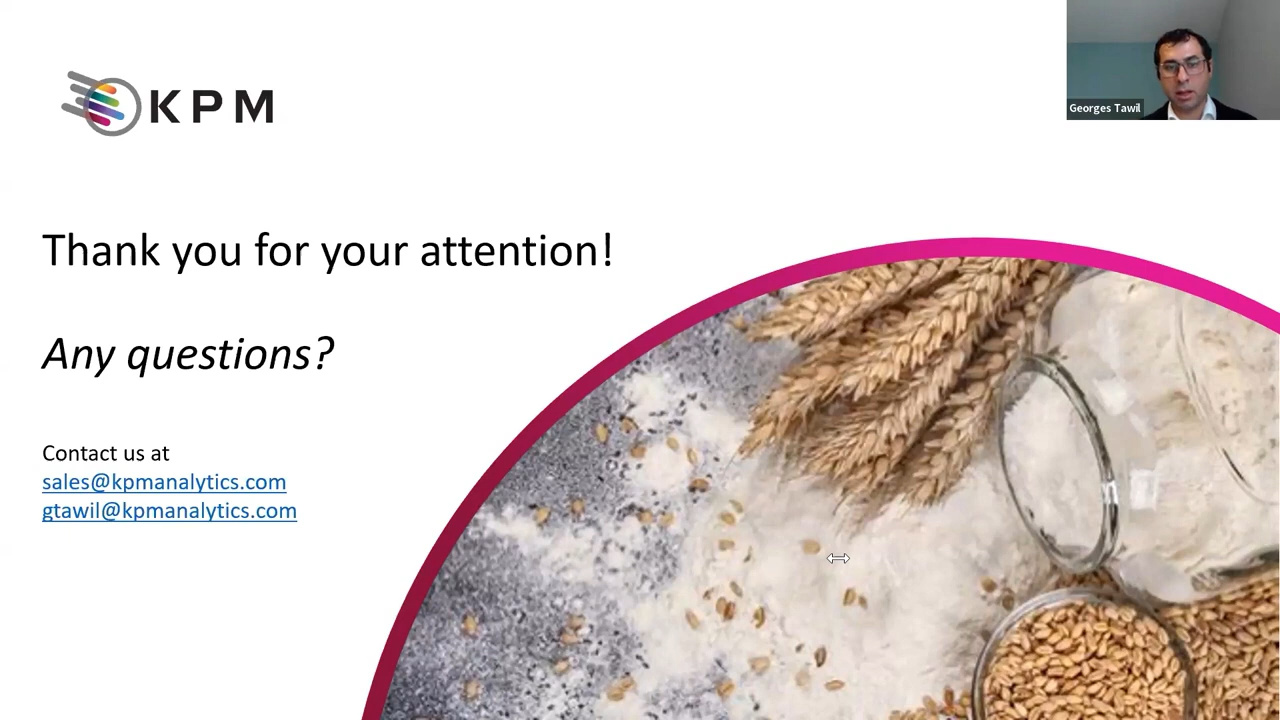 KPM
Georges Tawil
Thank you for your attention!
Any questions?
Contact us at
sales@kpmanalytics.com
gtawil@kpmanalytics.com